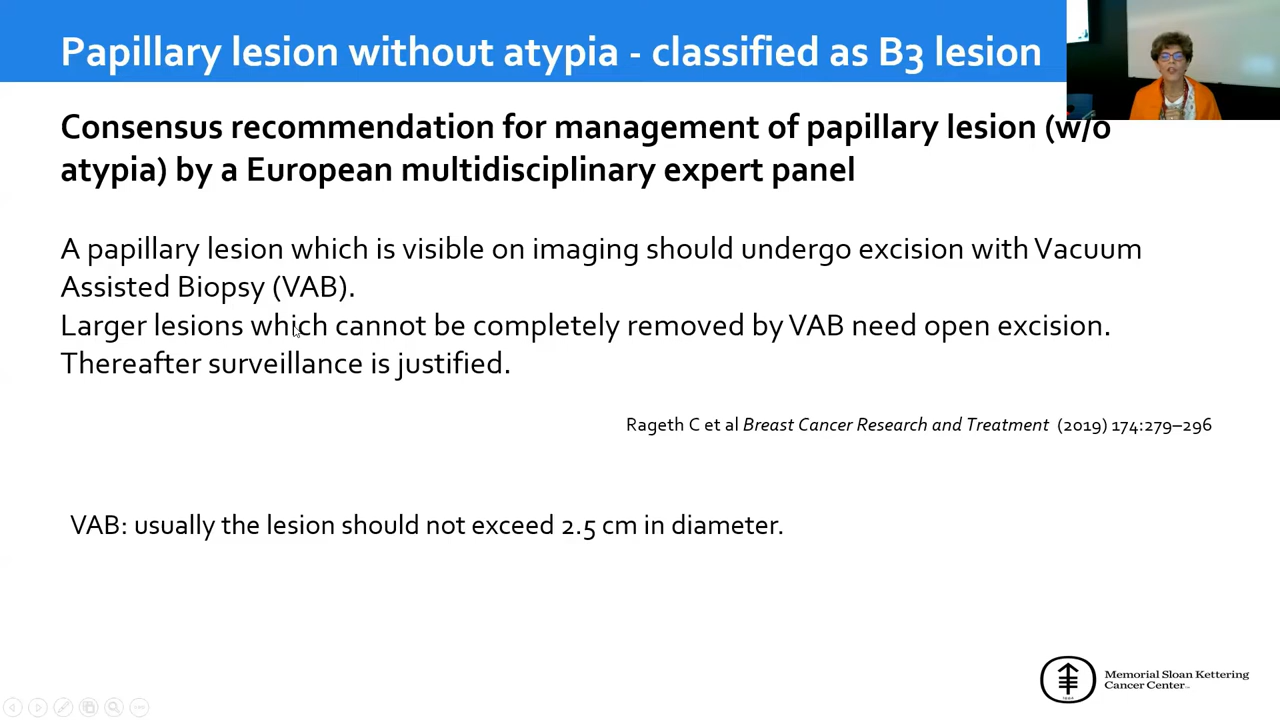 Papillary lesion without atypia - classified as B3 lesion
Consensus recommendation for management of papillary lesion (w/o
atypia) by a European multidisciplinary expert panel
A papillary lesion which is visible on imaging should undergo excision with Vacuum
Assisted Biopsy (VAB).
Larger lesions which cannot be completely removed by VAB need open excision.
Thereafter surveillance is justified.
Rageth C et al Breast Cancer Research and Treatment (2019) 174:279–296
VAB: usually the lesion should not exceed 2.5 cm in diameter.
Memorial Sloan Kettering
Cancer Center